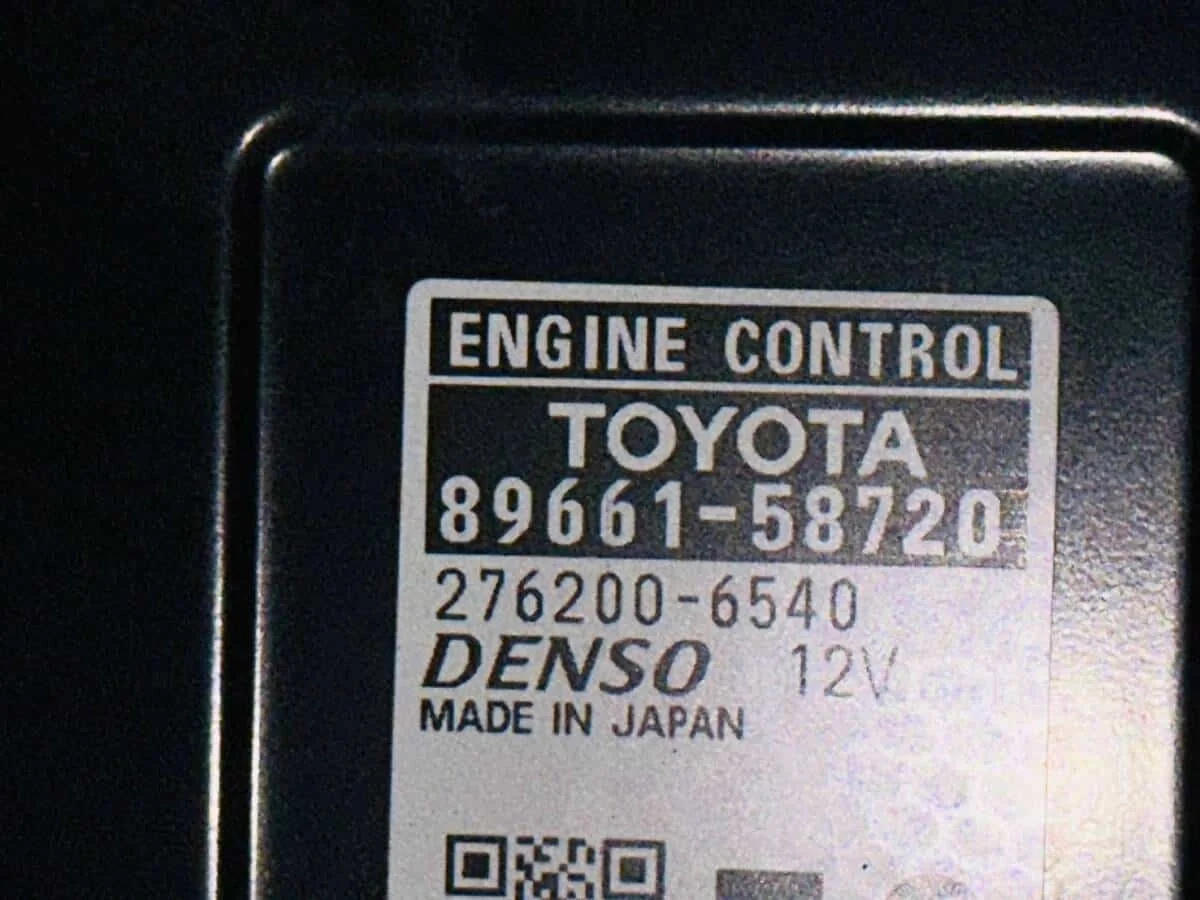 ENGINE CONTROL
TOYOTA
89661-58720
276200-6540
DENSO 12V
MADE IN JAPAN